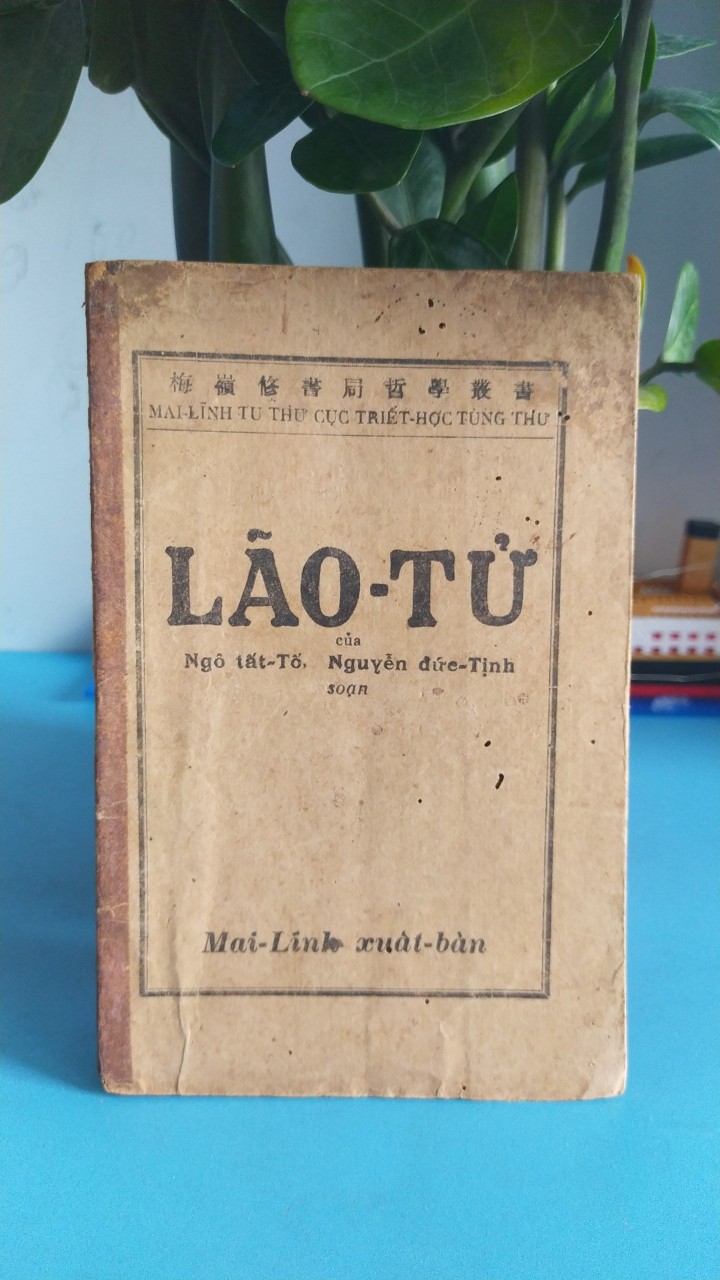 梅嶺修書局哲學叢書
MAI-LĨNH TU THƯ CỤC TRIẾT-HỌC TÙNG THƯ
LÃO-TỬ
của
Ngô tất-Tố, Nguyễn đức-Tịnh
soạn
Mai-Lĩnh xuât-bản